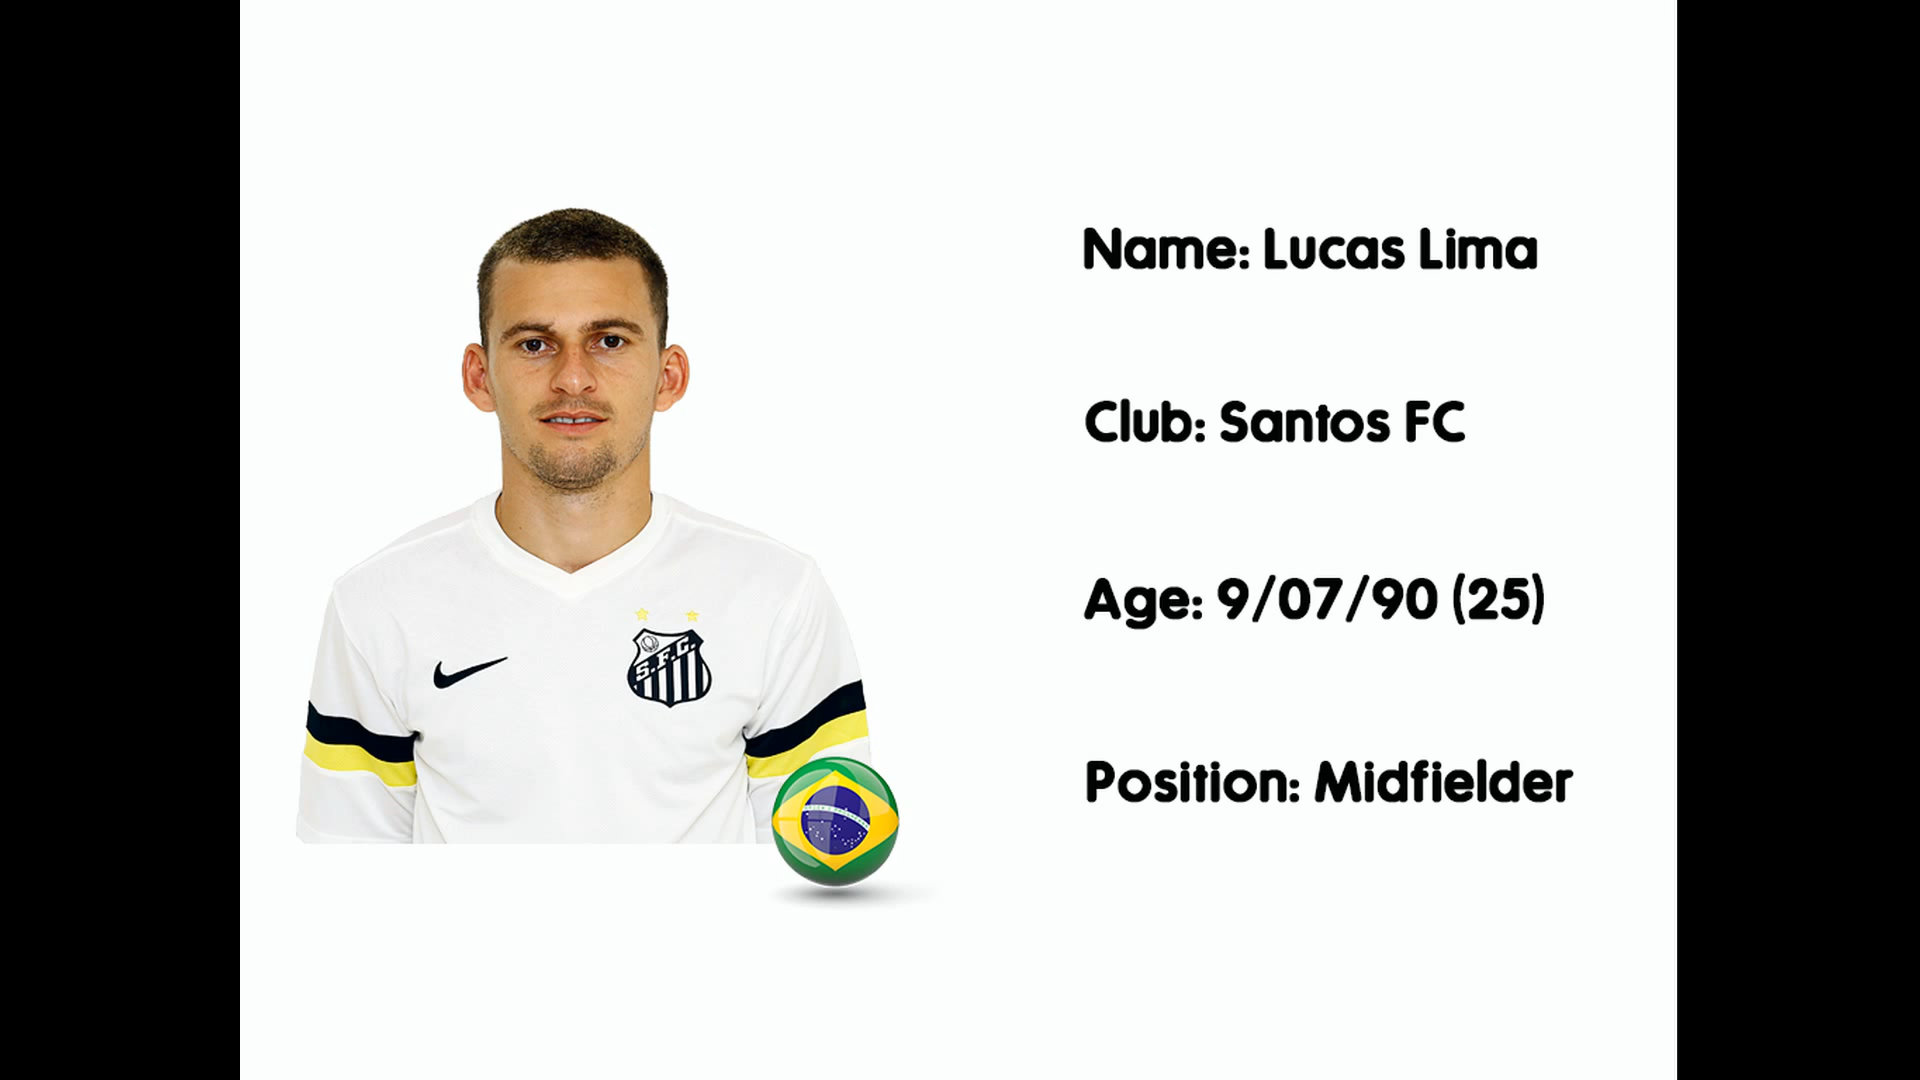 Name: Lucas Lima
Club: Santos FC
Age: 9/07/90 (25)
Position: Midfielder
S.F.C.